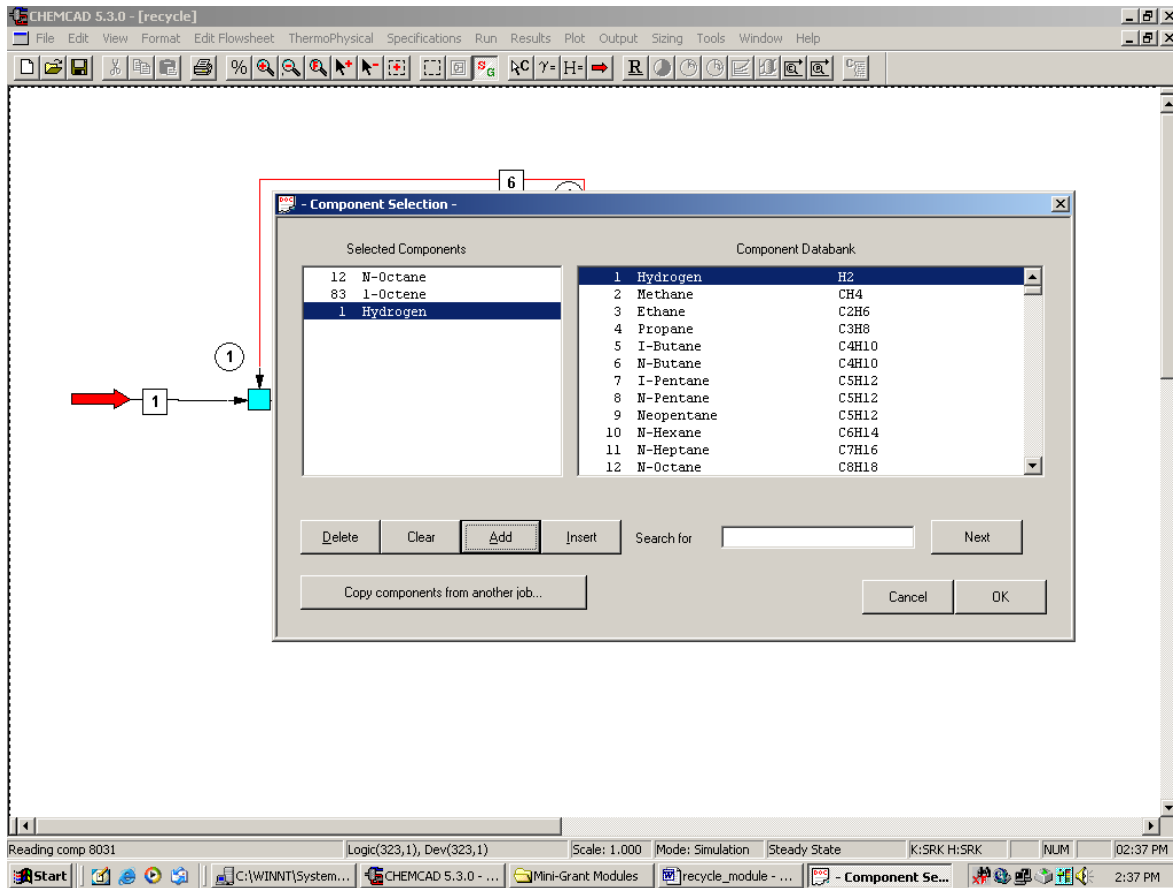 CHEMCAD 5.3.0 - [recycle]
File Edit View Format Edit Flowsheet ThermoPhysical Specifications Run Results Plot Output Sizing Tools Window Help
% F SG C γ= H= R
6
- Component Selection -
Selected Components Component Databank
12 N-Octane
83 1-Octene
1 Hydrogen
1 Hydrogen H2
2 Methane CH4
3 Ethane C2H6
4 Propane C3H8
5 I-Butane C4H10
6 N-Butane C4H10
7 I-Pentane C5H12
8 N-Pentane C5H12
9 Neopentane C5H12
10 N-Hexane C6H14
11 N-Heptane C7H16
12 N-Octane C8H18
1
1
Delete Clear Add Insert Search for Next
Copy components from another job... Cancel OK
Reading comp 8031 Logic(323,1), Dev(323,1) Scale: 1.000 Mode: Simulation Steady State K:SRK H:SRK NUM 02:37 PM
Start C:\WINNT\System... CHEMCAD 5.3.0 - ... Mini-Grant Modules recycle_module - ... - Component Se... 2:37 PM